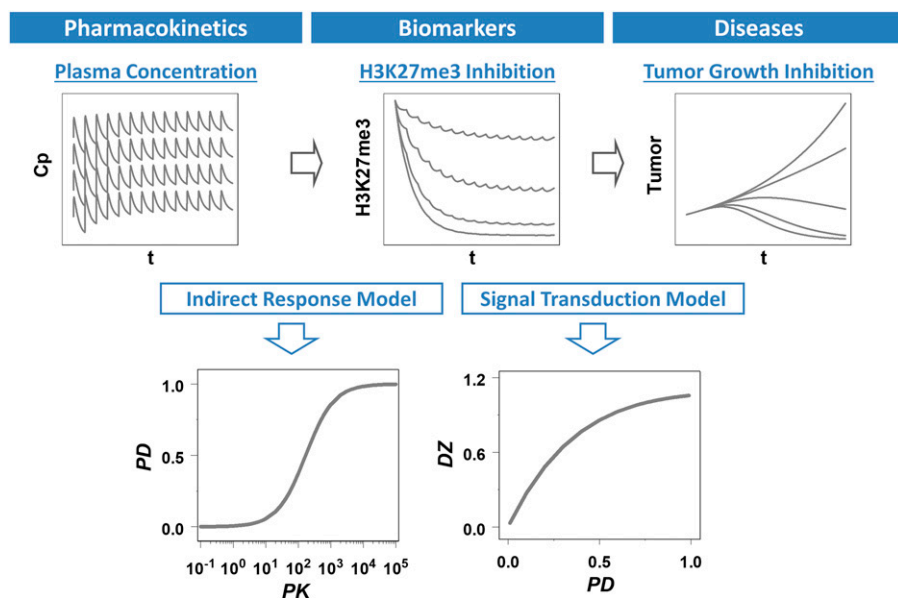 Pharmacokinetics
Biomarkers
Diseases
Plasma Concentration
H3K27me3 Inhibition
Tumor Growth Inhibition
Cp
t
H3K27me3
t
Tumor
t
Indirect Response Model
Signal Transduction Model
PD
1.0
0.5
0.0
10⁻¹ 10⁰ 10¹ 10² 10³ 10⁴ 10⁵
PK
DZ
1.2
0.6
0.0
0.0 0.5 1.0
PD